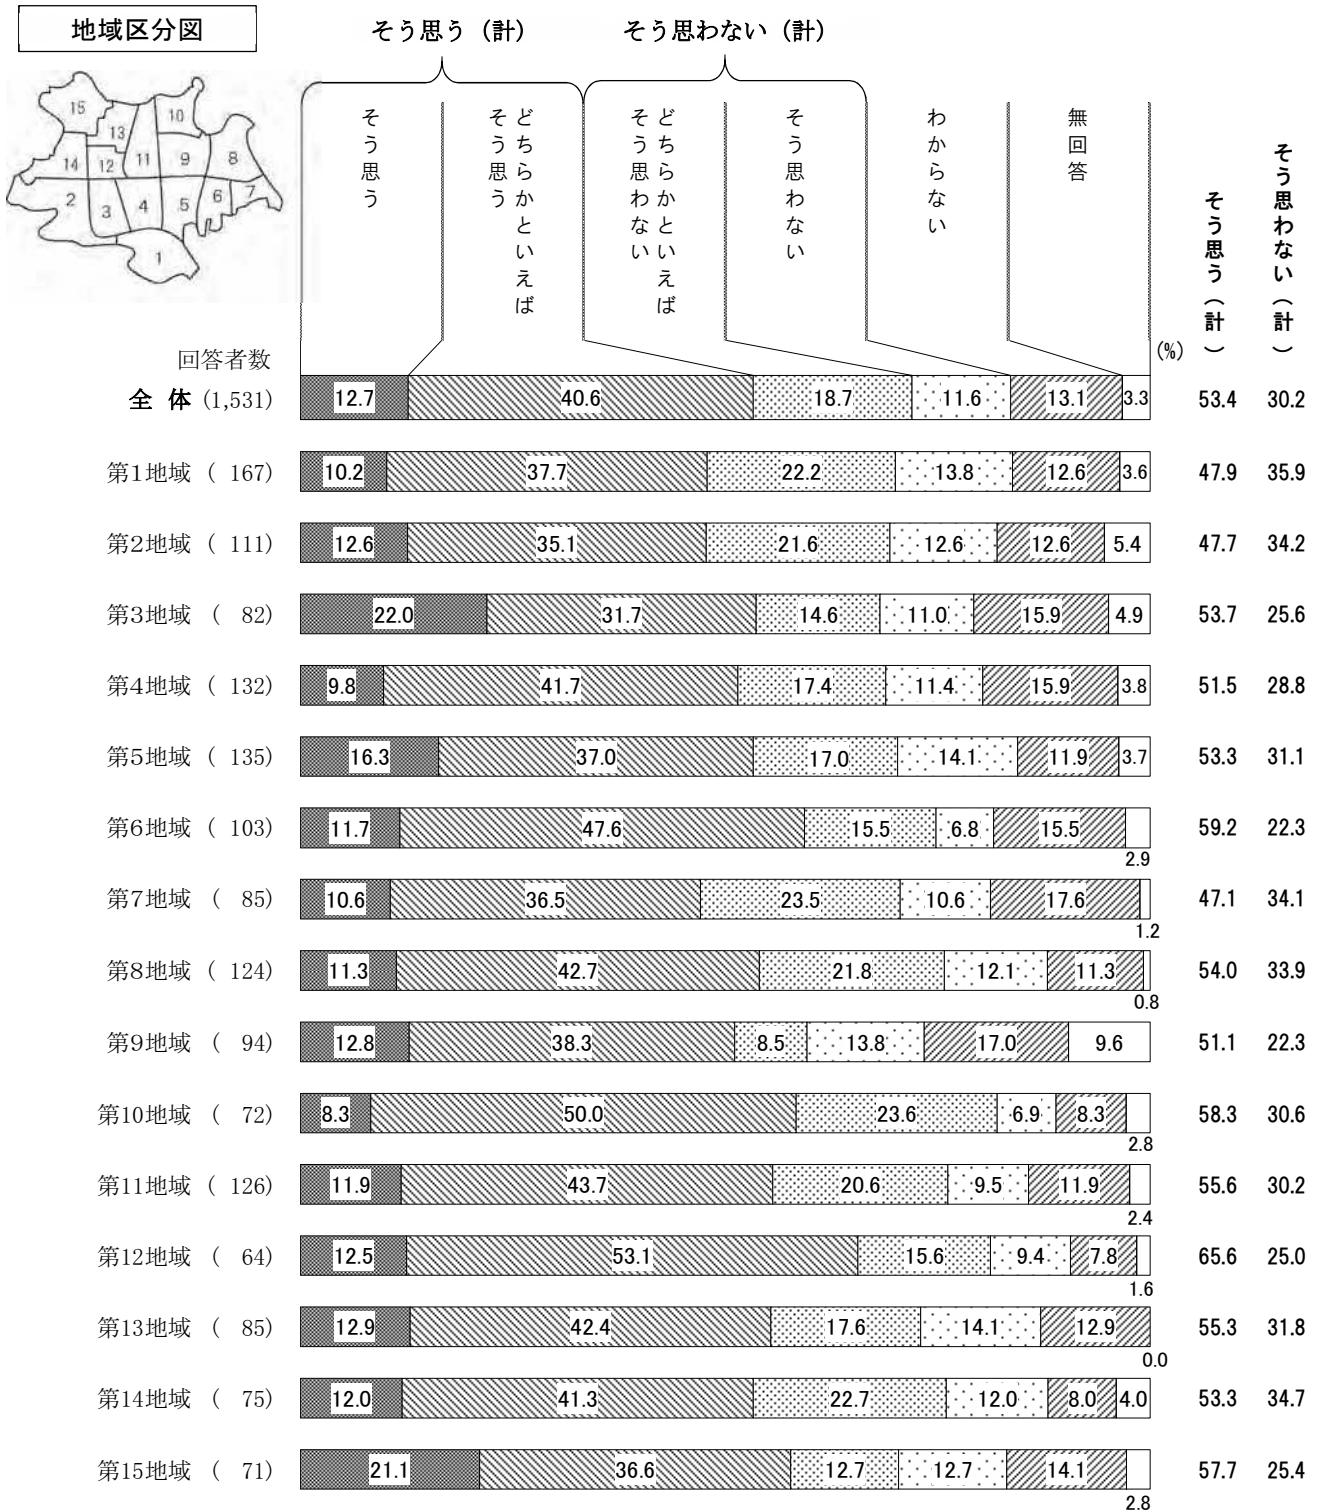 地域区分図
そう思う（計）
そう思わない（計）
15
10
13
14
12
11
9
8
2
3
4
5
6
7
1
そう思う
どちらかといえば
そう思う
どちらかといえば
そう思わない
そう思わない
わからない
無回答
そう思う（計）
そう思わない（計）
(%)
回答者数
全 体 (1,531) 12.7 40.6 18.7 11.6 13.1 3.3 53.4 30.2
第1地域 ( 167) 10.2 37.7 22.2 13.8 12.6 3.6 47.9 35.9
第2地域 ( 111) 12.6 35.1 21.6 12.6 12.6 5.4 47.7 34.2
第3地域 ( 82) 22.0 31.7 14.6 11.0 15.9 4.9 53.7 25.6
第4地域 ( 132) 9.8 41.7 17.4 11.4 15.9 3.8 51.5 28.8
第5地域 ( 135) 16.3 37.0 17.0 14.1 11.9 3.7 53.3 31.1
第6地域 ( 103) 11.7 47.6 15.5 6.8 15.5 2.9 59.2 22.3
第7地域 ( 85) 10.6 36.5 23.5 10.6 17.6 1.2 47.1 34.1
第8地域 ( 124) 11.3 42.7 21.8 12.1 11.3 0.8 54.0 33.9
第9地域 ( 94) 12.8 38.3 8.5 13.8 17.0 9.6 51.1 22.3
第10地域 ( 72) 8.3 50.0 23.6 6.9 8.3 2.8 58.3 30.6
第11地域 ( 126) 11.9 43.7 20.6 9.5 11.9 2.4 55.6 30.2
第12地域 ( 64) 12.5 53.1 15.6 9.4 7.8 1.6 65.6 25.0
第13地域 ( 85) 12.9 42.4 17.6 14.1 12.9 0.0 55.3 31.8
第14地域 ( 75) 12.0 41.3 22.7 12.0 8.0 4.0 53.3 34.7
第15地域 ( 71) 21.1 36.6 12.7 12.7 14.1 2.8 57.7 25.4